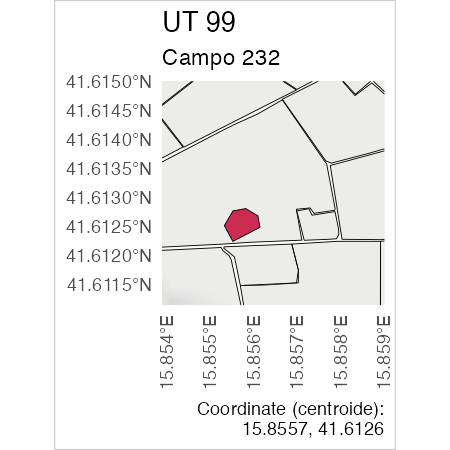 UT 99
Campo 232
41.6150°N
41.6145°N
41.6140°N
41.6135°N
41.6130°N
41.6125°N
41.6120°N
41.6115°N
15.854°E
15.855°E
15.856°E
15.857°E
15.858°E
15.859°E
Coordinate (centroide):
15.8557, 41.6126